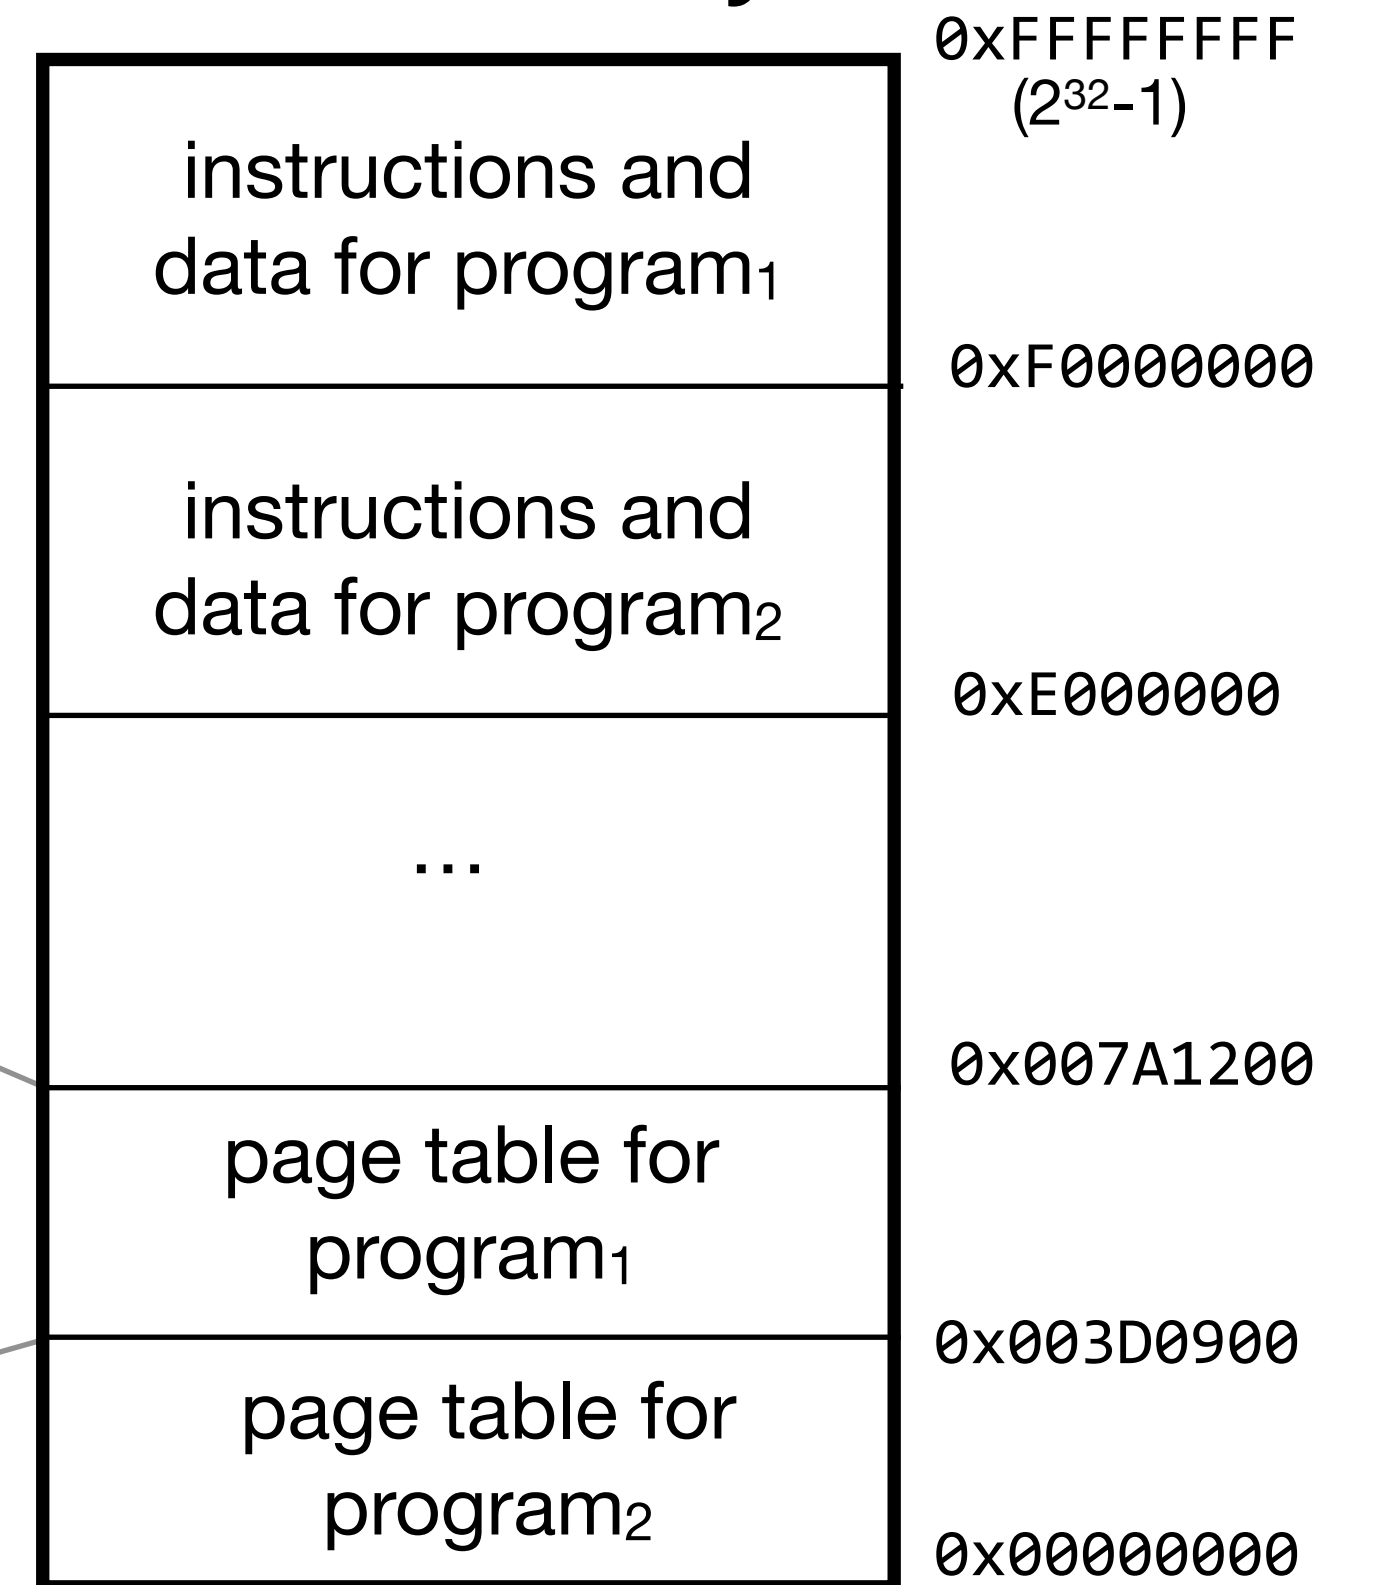 0xFFFFFFFF
(2³²-1)
instructions and
data for program₁
0xF0000000
instructions and
data for program₂
0xE000000
...
0x007A1200
page table for
program₁
0x003D0900
page table for
program₂
0x00000000